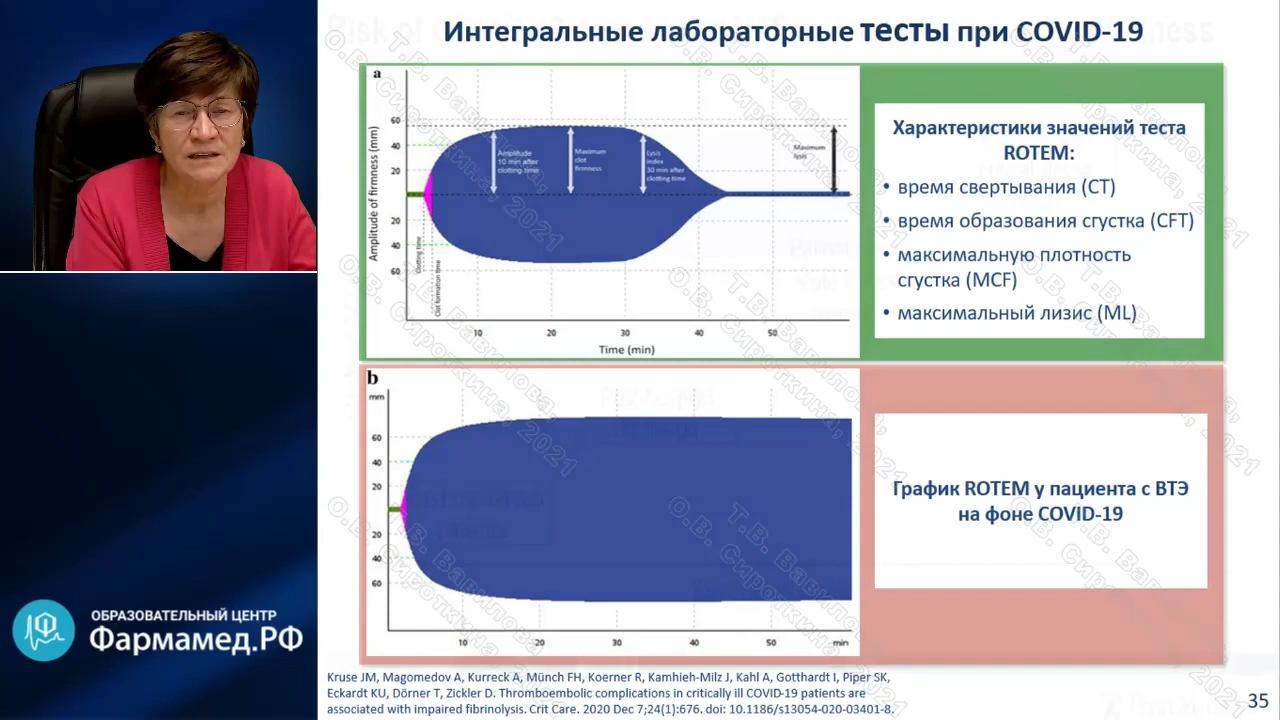 Интегральные лабораторные тесты при COVID-19
a
Amplitude of firmness (mm)
60
40
20
0
20
40
60
Amplitude
10 min after
clotting time
Maximum
clot
firmness
Lysis
index
30 min after
clotting time
Maximum
lysis
Clotting time
Clot formation time
10
20
30
40
50
Time (min)
Характеристики значений теста
ROTEM:
• время свертывания (CT)
• время образования сгустка (CFT)
• максимальную плотность
сгустка (MCF)
• максимальный лизис (ML)
b
mm
60
40
20
0
20
40
60
10
20
30
40
50
min
График ROTEM у пациента с ВТЭ
на фоне COVID-19
ОБРАЗОВАТЕЛЬНЫЙ ЦЕНТР
Фармамед.РФ
Kruse JM, Magomedov A, Kurreck A, Münch FH, Koerner R, Kamhieh-Milz J, Kahl A, Gotthardt I, Piper SK,
Eckardt KU, Dörner T, Zickler D. Thromboembolic complications in critically ill COVID-19 patients are
associated with impaired fibrinolysis. Crit Care. 2020 Dec 7;24(1):676. doi: 10.1186/s13054-020-03401-8.
35
Т.В. Вавилова,
О.В. Сироткина, 2021